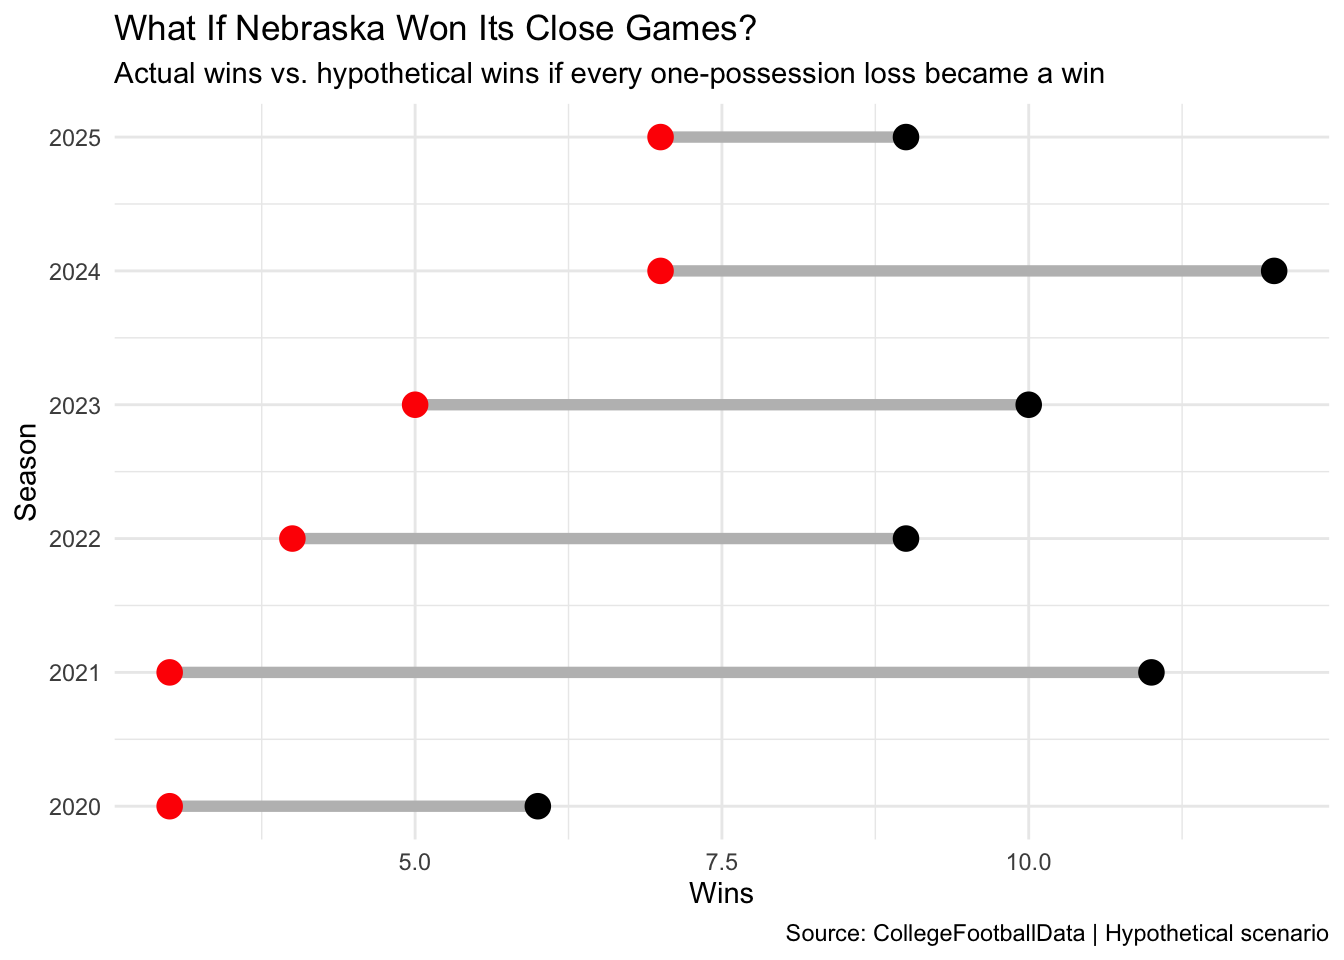 What If Nebraska Won Its Close Games?
Actual wins vs. hypothetical wins if every one-possession loss became a win
2025
2024
2023
2022
2021
2020
Season
5.0 7.5 10.0
Wins
Source: CollegeFootballData | Hypothetical scenario